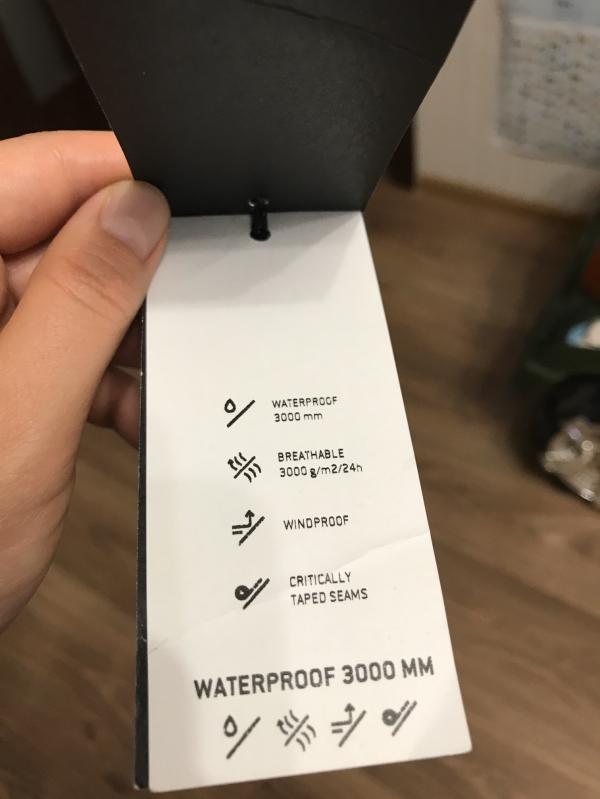 WATERPROOF
3000 mm
BREATHABLE
3000 g/m2/24h
WINDPROOF
CRITICALLY
TAPED SEAMS
WATERPROOF 3000 MM